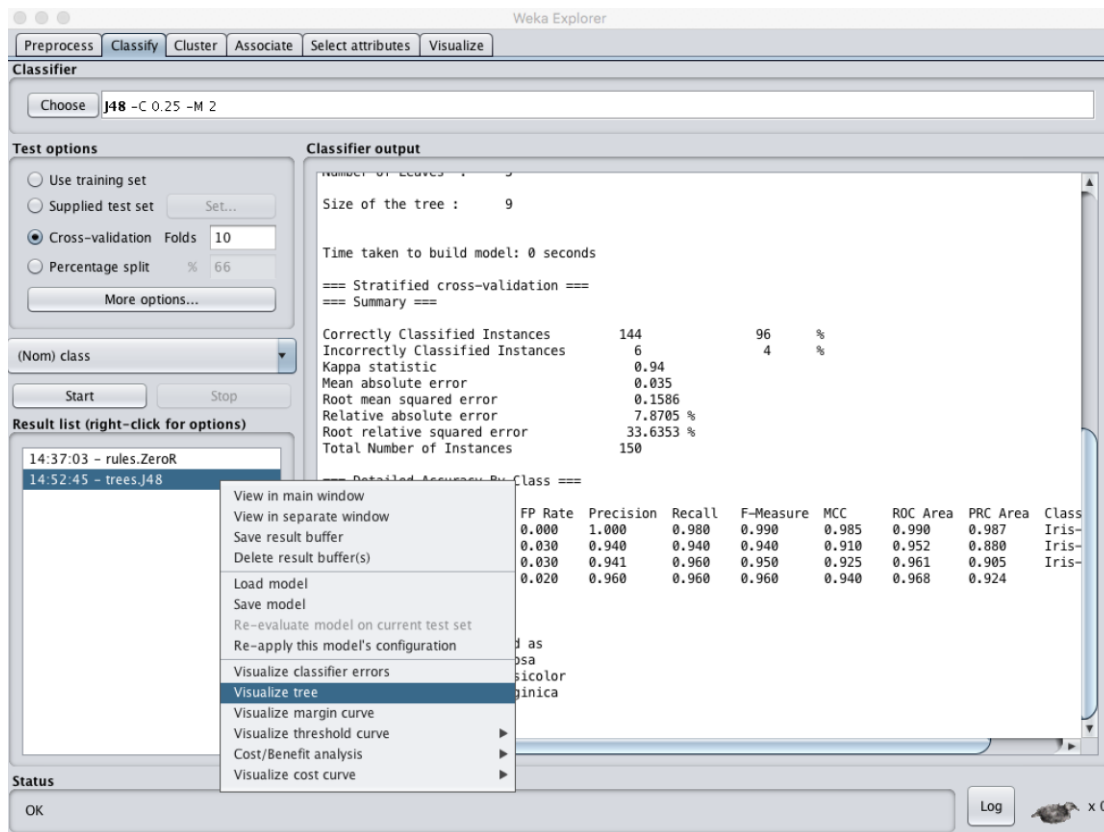 Weka Explorer
Preprocess Classify Cluster Associate Select attributes Visualize
Classifier
Choose J48 -C 0.25 -M 2
Test options
Use training set
Supplied test set Set...
Cross-validation Folds 10
Percentage split % 66
More options...
(Nom) class
Start Stop
Result list (right-click for options)
14:37:03 - rules.ZeroR
14:52:45 - trees.J48
Classifier output
Number of Leaves : 5
Size of the tree : 9
Time taken to build model: 0 seconds
=== Stratified cross-validation ===
=== Summary ===
Correctly Classified Instances 144 96 %
Incorrectly Classified Instances 6 4 %
Kappa statistic 0.94
Mean absolute error 0.035
Root mean squared error 0.1586
Relative absolute error 7.8705 %
Root relative squared error 33.6353 %
Total Number of Instances 150
=== Detailed Accuracy By Class ===
FP Rate Precision Recall F-Measure MCC ROC Area PRC Area Class
0.000 1.000 0.980 0.990 0.985 0.990 0.987 Iris-
0.030 0.940 0.940 0.940 0.910 0.952 0.880 Iris-
0.030 0.941 0.960 0.950 0.925 0.961 0.905 Iris-
0.020 0.960 0.960 0.960 0.940 0.968 0.924
d as
osa
sicolor
ginica
View in main window
View in separate window
Save result buffer
Delete result buffer(s)
Load model
Save model
Re-evaluate model on current test set
Re-apply this model's configuration
Visualize classifier errors
Visualize tree
Visualize margin curve
Visualize threshold curve
Cost/Benefit analysis
Visualize cost curve
Status
OK
Log
x 0